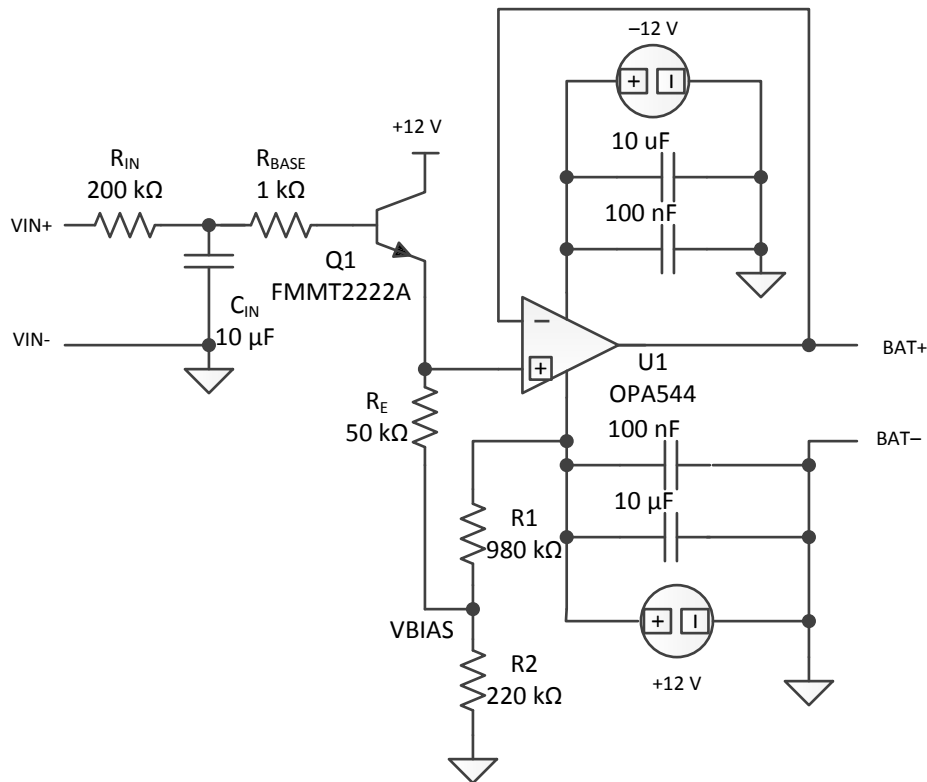 −12 V
+
−
+12 V
10 uF
R_IN
200 kΩ
R_BASE
1 kΩ
100 nF
VIN+
Q1
FMMT2222A
C_IN
10 µF
VIN-
−
+
U1
OPA544
BAT+
R_E
50 kΩ
100 nF
BAT−
10 µF
R1
980 kΩ
VBIAS
+
−
R2
220 kΩ
+12 V